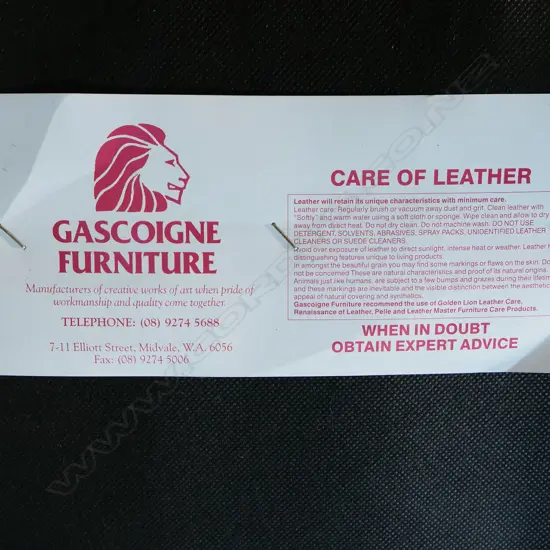 GASCOIGNE
FURNITURE
Manufacturers of creative works of art when pride of
workmanship and quality come together.
TELEPHONE: (08) 9274 5688
7-11 Elliott Street, Midvale, W.A. 6056
Fax: (08) 9274 5006
CARE OF LEATHER
Leather will retain its unique characteristics with minimum care.
Leather care: Regularly brush or vacuum away dust and grit. Clean leather with
"Softly" and warm water using a soft cloth or sponge. Wipe clean and allow to dry
away from direct heat. Do not dry clean. Do not machine wash. DO NOT USE
DETERGENT, SOLVENTS, ABRASIVES, SPRAY PACKS, UNIDENTIFIED LEATHER
CLEANERS OR SUEDE CLEANERS.
Avoid over exposure of leather to direct sunlight, intense heat or weather. Leather
distinguishing features unique to living products.
In amongst the beautiful grain you may find some markings or flaws on the skin. Do
not be concerned These are natural characteristics and proof of its natural origin.
Animals just like humans, are subject to a few bumps and grazes during their
and these markings are inevitable and the visible distinction between the
appeal of natural covering and synthetics.
Gascoigne Furniture recommend the use of Golden Lion Leather Care,
Renaissance of Leather, Pelle and Leather Master Furniture Care Products.
WHEN IN DOUBT
OBTAIN EXPERT ADVICE